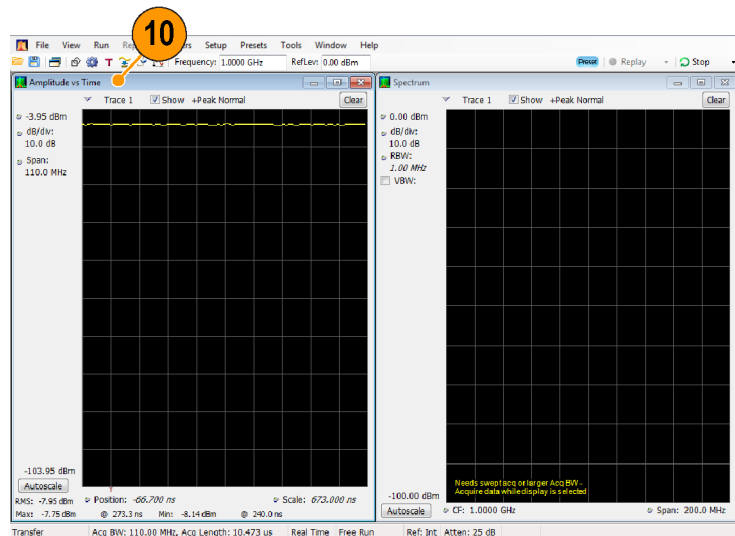 10
File View Run Setup Presets Tools Window Help
Frequency: 1.0000 GHz RefLev: 0.00 dBm Preset Replay Stop
Amplitude vs Time
Trace 1 Show +Peak Normal Clear
-3.95 dBm
dB/div:
10.0 dB
Span:
110.0 MHz
-103.95 dBm
Autoscale
RMS: -7.95 dBm Position: -66.700 ns Scale: 673.000 ns
Max: -7.75 dBm @ 273.3 ns Min: -8.14 dBm @ 240.0 ns
Spectrum
Trace 1 Show +Peak Normal Clear
0.00 dBm
dB/div:
10.0 dB
RBW:
1.00 MHz
VBW:
Needs swept acq or larger Acq BW -
Acquire data while display is selected
-100.00 dBm
Autoscale CF: 1.0000 GHz Span: 200.0 MHz
Transfer Acq BW: 110.00 MHz, Acq Length: 10.473 us Real Time Free Run Ref: Int Atten: 25 dB